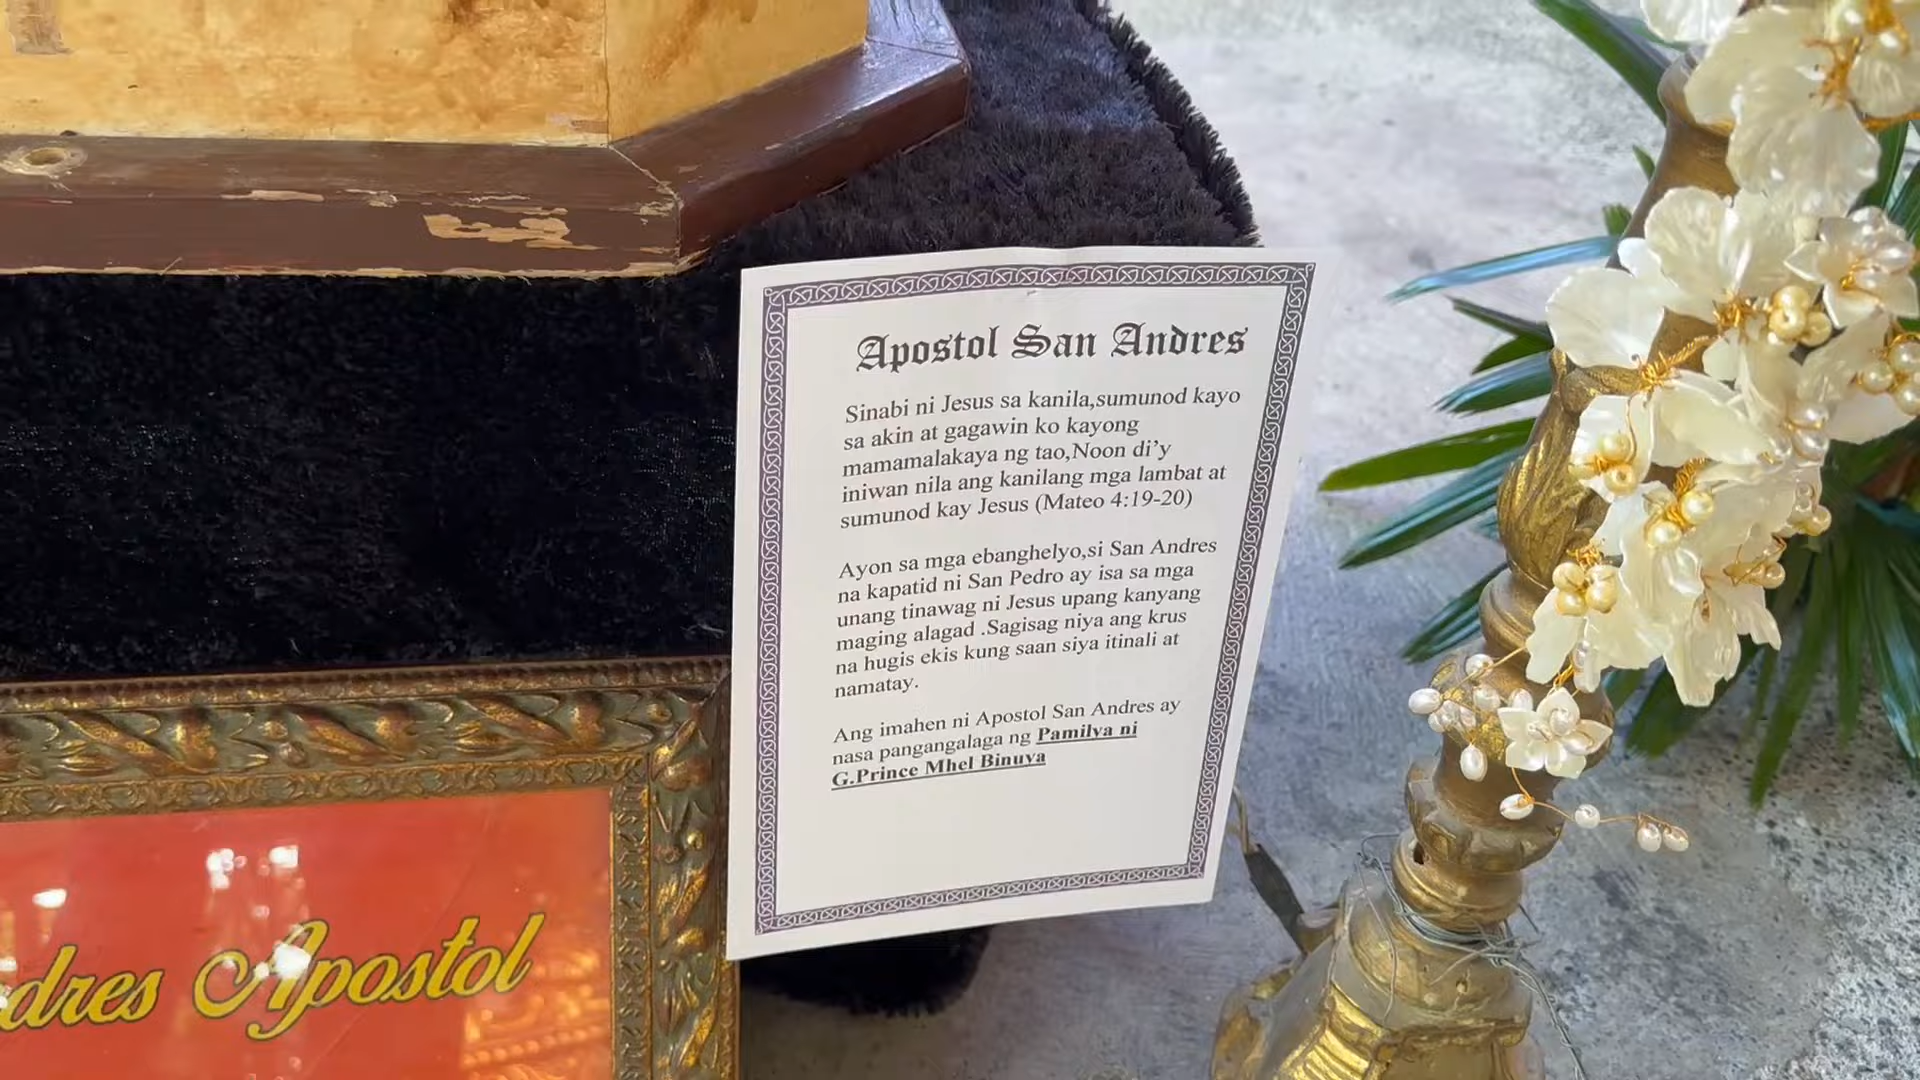 Apostol San Andres
Sinabi ni Jesus sa kanila,sumunod kayo
sa akin at gagawin ko kayong
mamamalakaya ng tao,Noon di’y
iniwan nila ang kanilang mga lambat at
sumunod kay Jesus (Mateo 4:19-20)
Ayon sa mga ebanghelyo,si San Andres
na kapatid ni San Pedro ay isa sa mga
unang tinawag ni Jesus upang kanyang
maging alagad .Sagisag niya ang krus
na hugis ekis kung saan siya itinali at
namatay.
Ang imahen ni Apostol San Andres ay
nasa pangangalaga ng Pamilya ni
G.Prince Mhel Binuya
dres Apostol